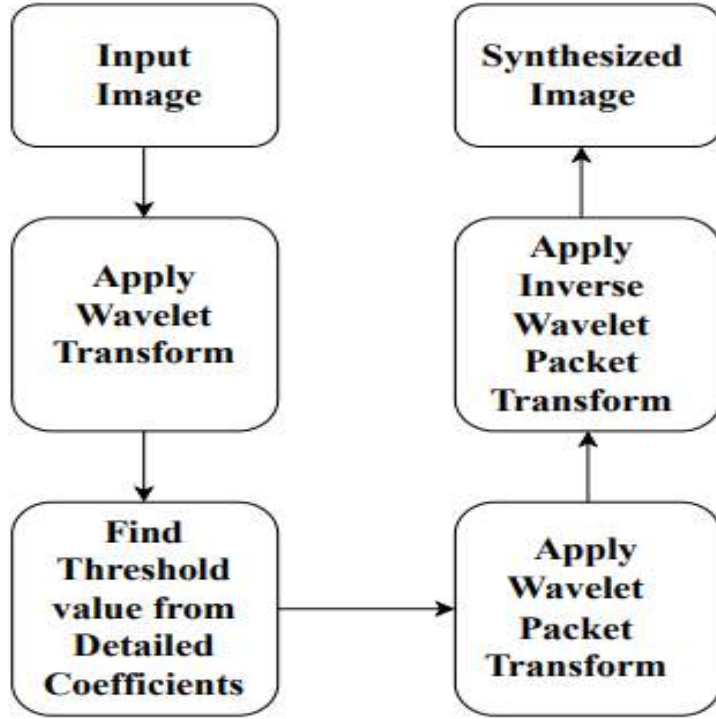 Input
Image
Apply
Wavelet
Transform
Find
Threshold
value from
Detailed
Coefficients
Apply
Wavelet
Packet
Transform
Apply
Inverse
Wavelet
Packet
Transform
Synthesized
Image